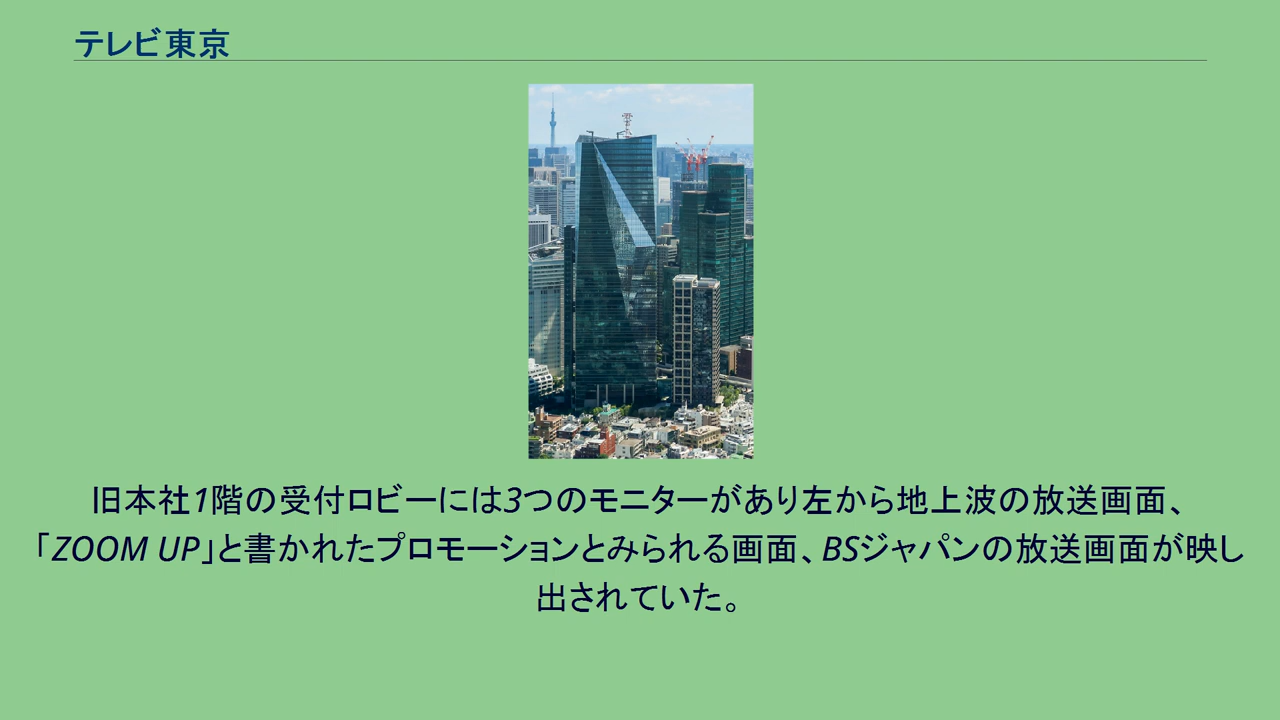 テレビ東京
旧本社1階の受付ロビーには3つのモニターがあり左から地上波の放送画面、
「ZOOM UP」と書かれたプロモーションとみられる画面、BSジャパンの放送画面が映し
出されていた。